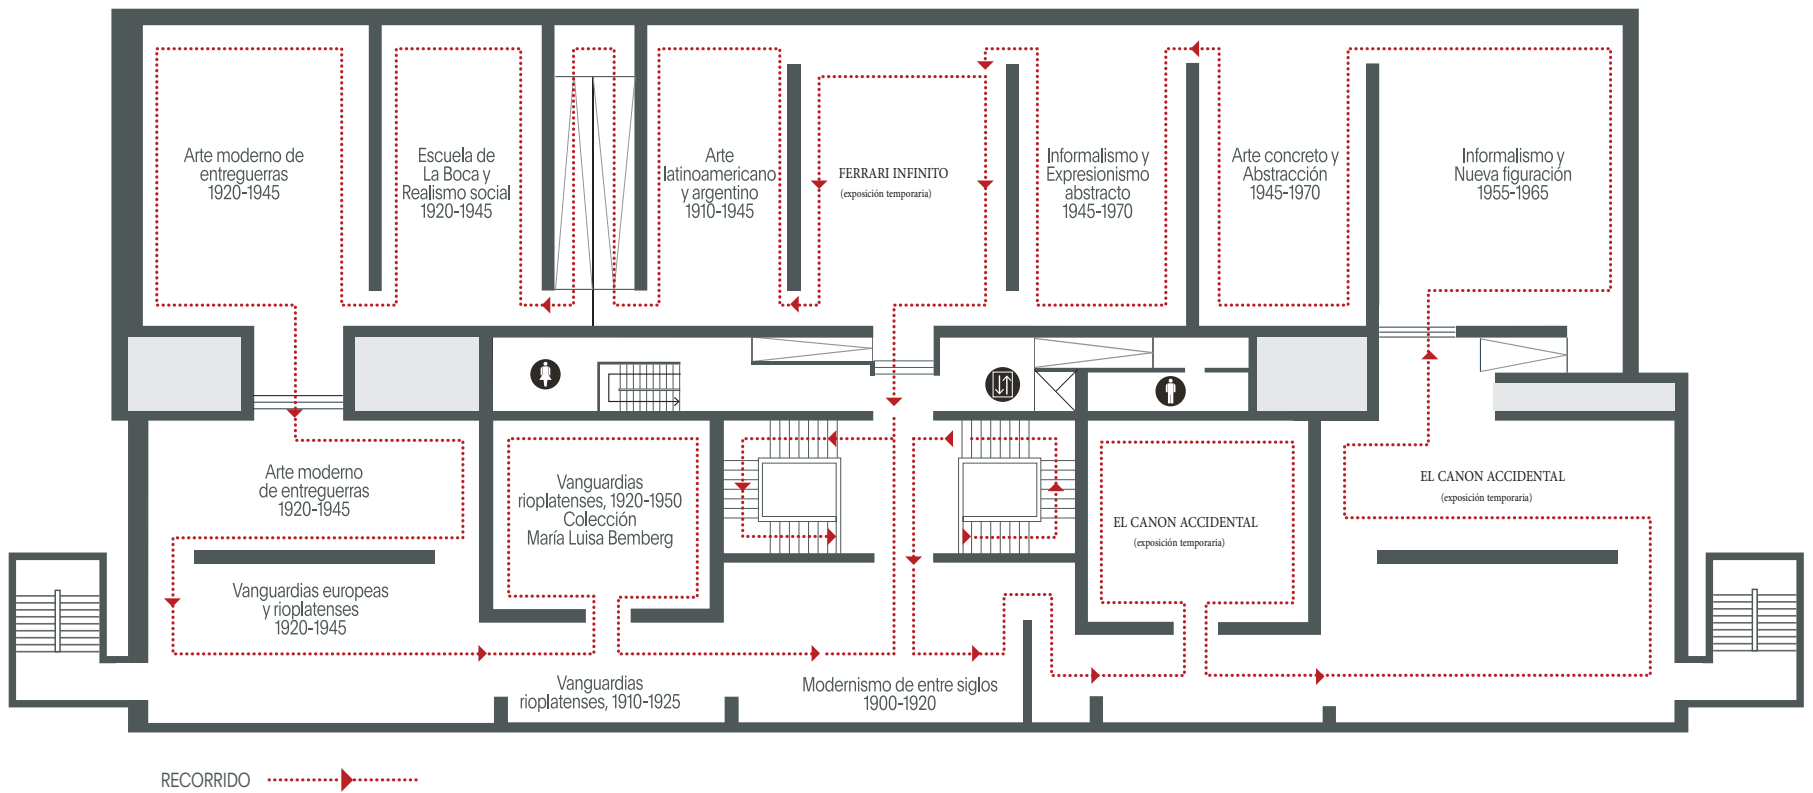 Arte moderno de
entreguerras
1920-1945
Escuela de
La Boca y
Realismo social
1920-1945
Arte
latinoamericano
y argentino
1910-1945
FERRARI INFINITO
(exposición temporaria)
Informalismo y
Expresionismo
abstracto
1945-1970
Arte concreto y
Abstracción
1945-1970
Informalismo y
Nueva figuración
1955-1965
Arte moderno
de entreguerras
1920-1945
Vanguardias europeas
y rioplatenses
1920-1945
Vanguardias
rioplatenses, 1920-1950
Colección
María Luisa Bemberg
Vanguardias
rioplatenses, 1910-1925
Modernismo de entre siglos
1900-1920
EL CANON ACCIDENTAL
(exposición temporaria)
EL CANON ACCIDENTAL
(exposición temporaria)
RECORRIDO